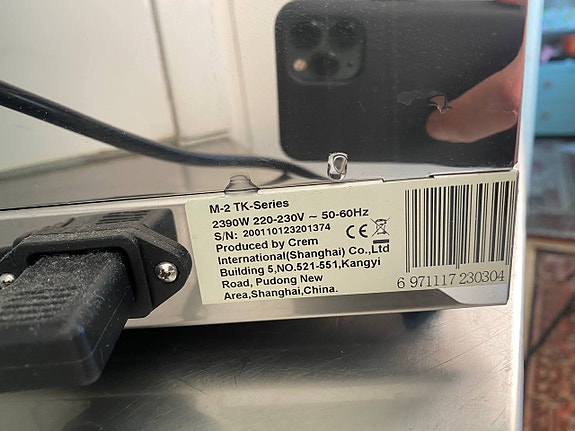 M-2 TK-Series
2390W 220-230V ~ 50-60Hz
S/N: 200110123201374
Produced by Crem
International(Shanghai) Co.,Ltd
Building 5,NO.521-551,Kangyi
Road, Pudong New
Area,Shanghai,China.
CE
6 971117 230304